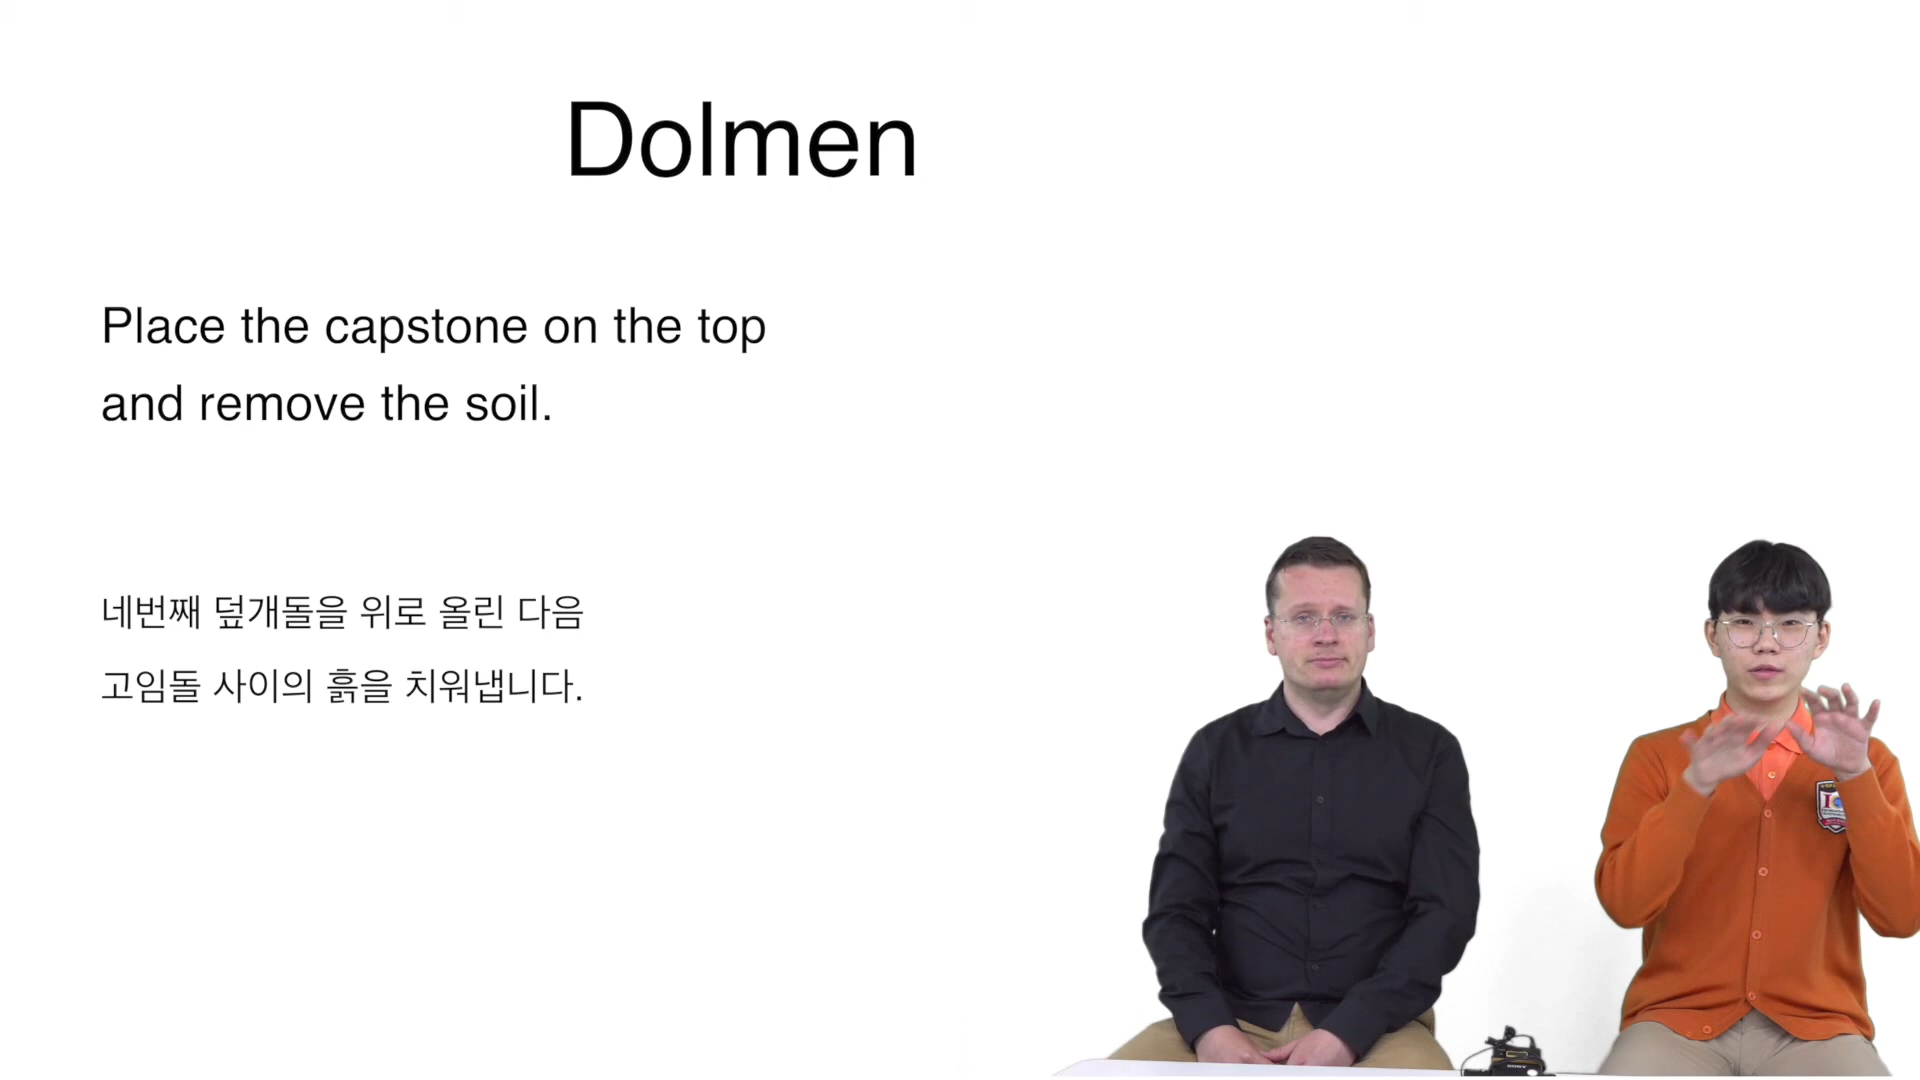 Dolmen
Place the capstone on the top
and remove the soil.
네번째 덮개돌을 위로 올린 다음
고임돌 사이의 흙을 치워냅니다.
SONY